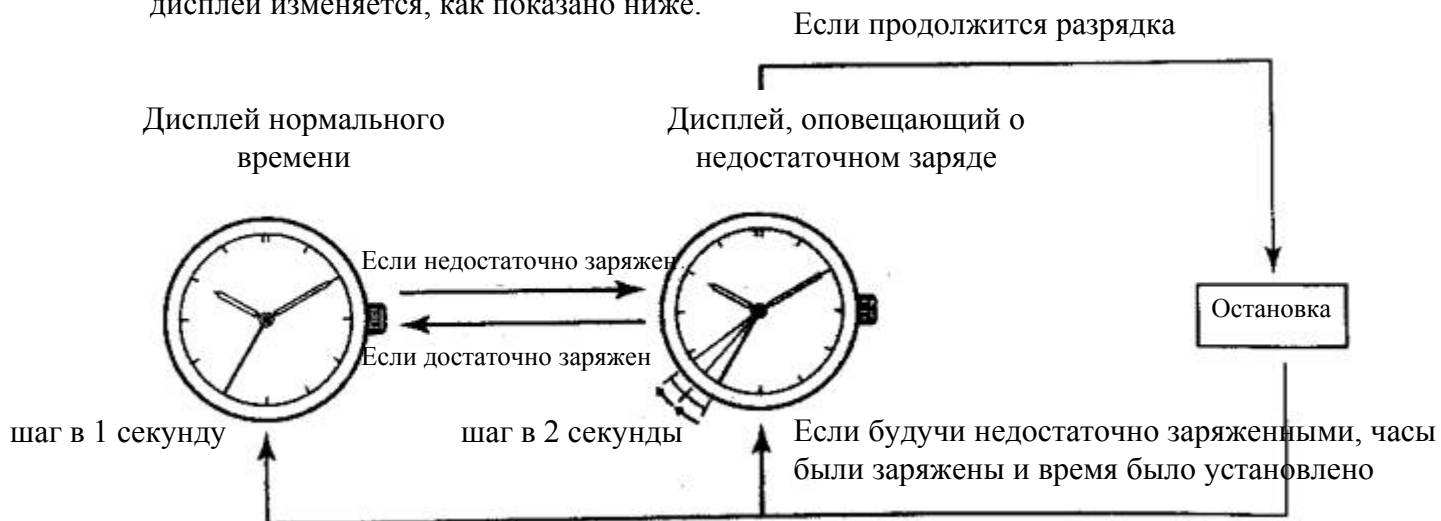 дисплей изменяется, как показано ниже.
Если продолжится разрядка
Дисплей нормального
времени
Дисплей, оповещающий о
недостаточном заряде
Если недостаточно заряжен
Если достаточно заряжен
Остановка
шаг в 1 секунду
шаг в 2 секунды
Если будучи недостаточно заряженными, часы
были заряжены и время было установлено